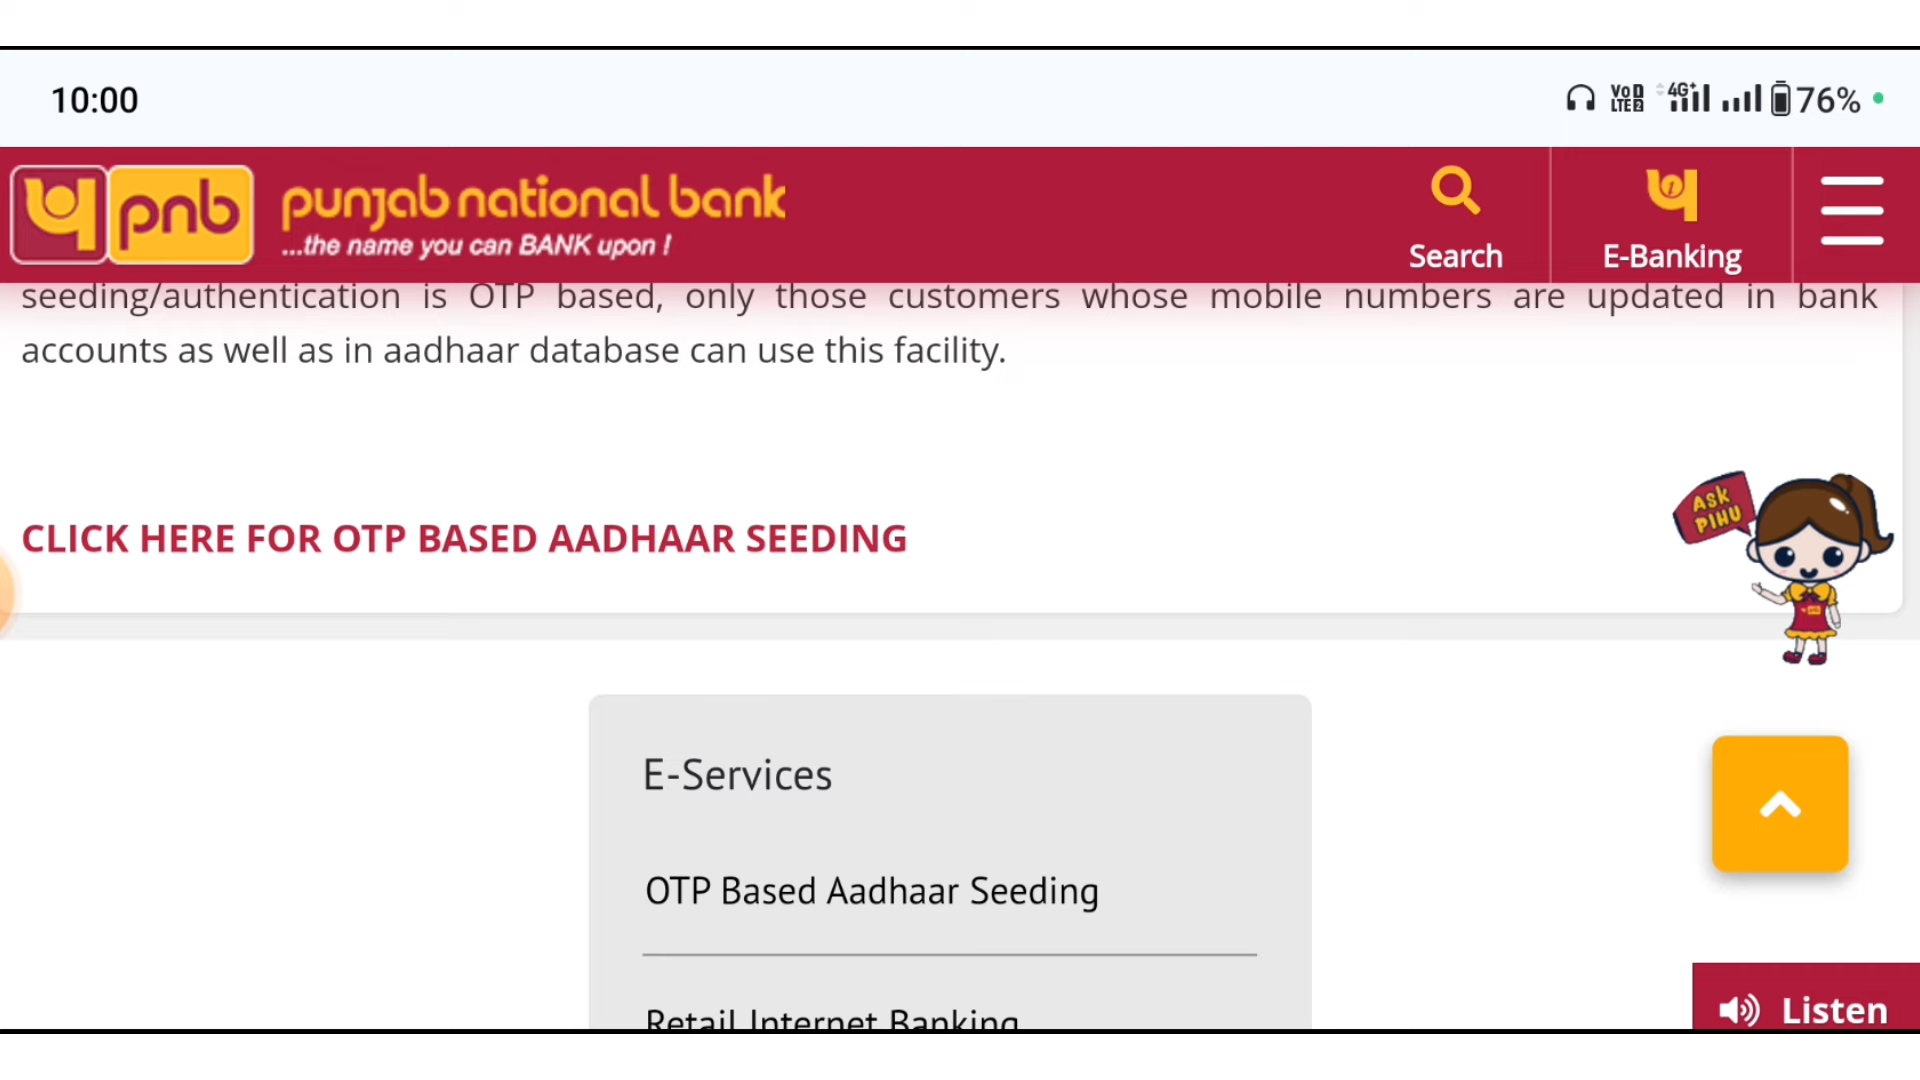 10:00
VoD LTE2 4G+ 76%
pnb punjab national bank
...the name you can BANK upon !
Search
E-Banking
seeding/authentication is OTP based, only those customers whose mobile numbers are updated in bank
accounts as well as in aadhaar database can use this facility.
Ask
PIHU
CLICK HERE FOR OTP BASED AADHAAR SEEDING
E-Services
OTP Based Aadhaar Seeding
Retail Internet Banking
Listen